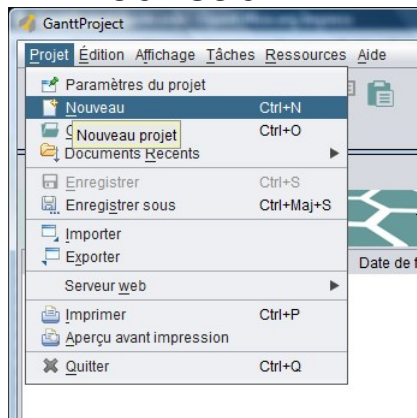 GanttProject
Projet Édition Affichage Tâches Ressources Aide
Paramètres du projet
Nouveau Ctrl+N
Ctrl+O
Nouveau projet
Documents Récents
Enregistrer Ctrl+S
Enregistrer sous Ctrl+Maj+S
Importer
Exporter
Date de
Serveur web
Imprimer Ctrl+P
Aperçu avant impression
Quitter Ctrl+Q